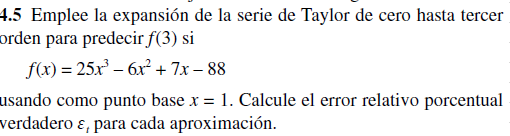 4.5 Emplee la expansión de la serie de Taylor de cero hasta tercer
orden para predecir f(3) si
f(x) = 25x³ – 6x² + 7x – 88
usando como punto base x = 1. Calcule el error relativo porcentual
verdadero εₜ para cada aproximación.